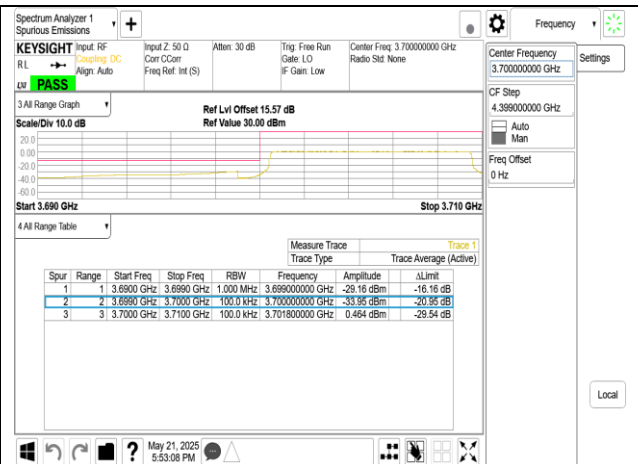 Spectrum Analyzer 1
Spurious Emissions
Frequency
KEYSIGHT Input: RF Input Z: 50 Ω Atten: 30 dB Trig: Free Run Center Freq: 3.700000000 GHz
RL Coupling: DC Corr CCorr Gate: LO Radio Std: None
Align: Auto Freq Ref: Int (S) IF Gain: Low
LXI PASS
Center Frequency
3.700000000 GHz
Settings
CF Step
4.399000000 GHz
Auto
Man
Freq Offset
0 Hz
3 All Range Graph
Ref Lvl Offset 15.57 dB
Scale/Div 10.0 dB Ref Value 30.00 dBm
20.0
0.00
-20.0
-40.0
-60.0
Start 3.690 GHz Stop 3.710 GHz
4 All Range Table
Measure Trace Trace 1
Trace Type Trace Average (Active)
Spur Range Start Freq Stop Freq RBW Frequency Amplitude ΔLimit
1 1 3.6900 GHz 3.6990 GHz 1.000 MHz 3.699000000 GHz -29.16 dBm -16.16 dB
2 2 3.6990 GHz 3.7000 GHz 100.0 kHz 3.700000000 GHz -33.95 dBm -20.95 dB
3 3 3.7000 GHz 3.7100 GHz 100.0 kHz 3.701800000 GHz 0.464 dBm -29.54 dB
Local
May 21, 2025
5:53:08 PM